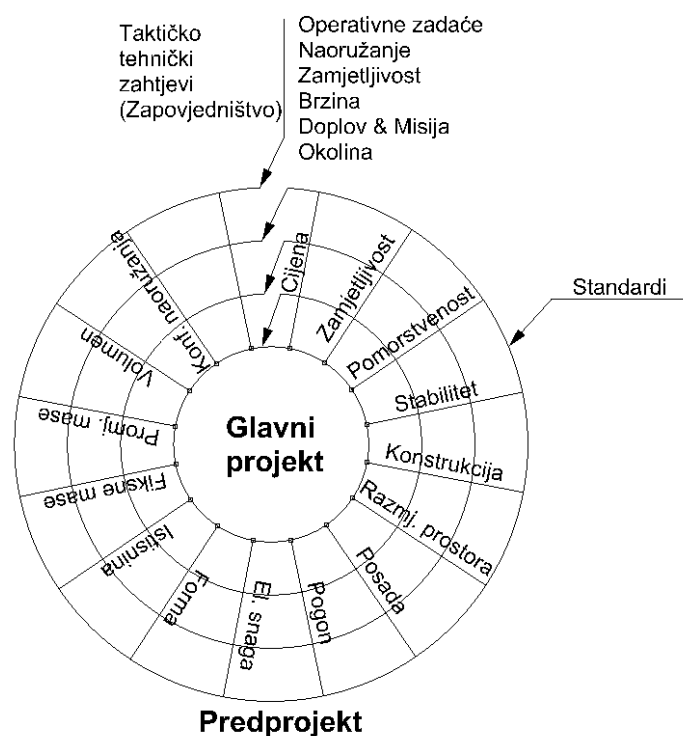 Taktičko
tehnički
zahtjevi
(Zapovjedništvo)
Operativne zadaće
Naoružanje
Zamjetljivost
Brzina
Doplov & Misija
Okolina
Standardi
Cijena
Zamjetljivost
Pomorstvenost
Stabilitet
Konstrukcija
Razmj. prostora
Posada
Pogon
El. snaga
Forma
Istisnina
Fiksne mase
Promj. mase
Volumen
Konf. naoružanja
Glavni
projekt
Predprojekt